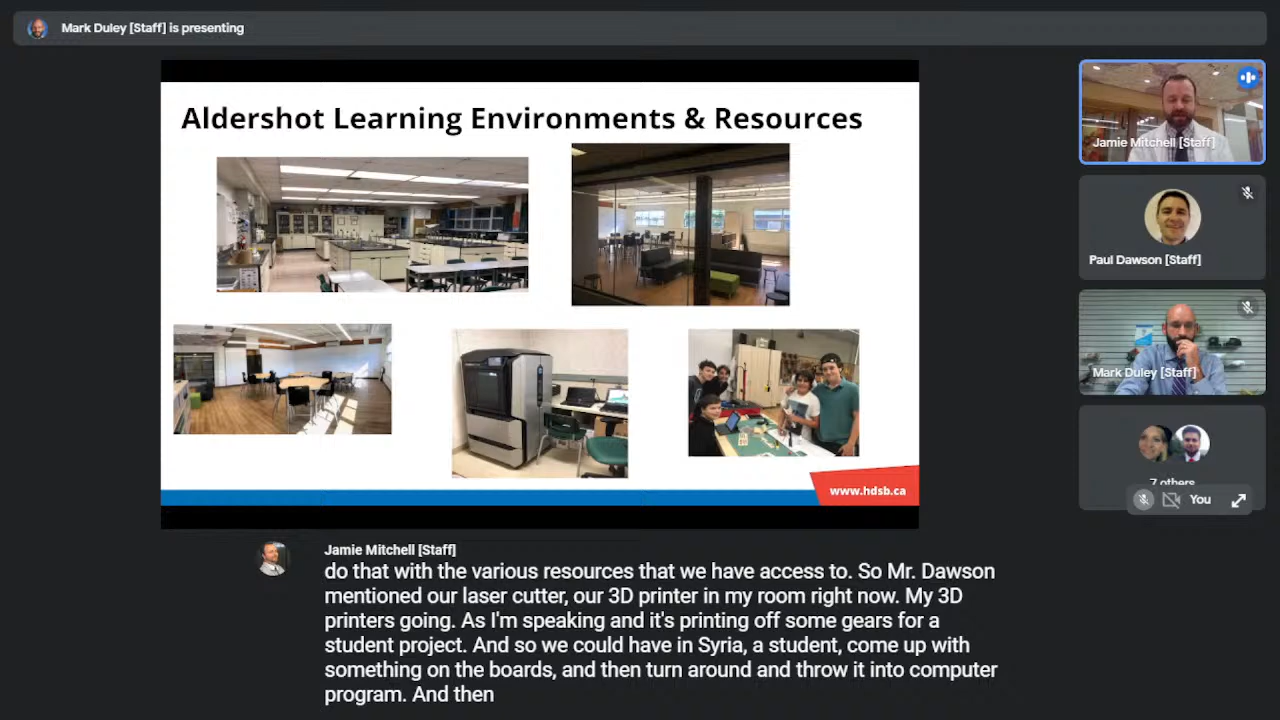 Mark Duley [Staff] is presenting
Aldershot Learning Environments & Resources
www.hdsb.ca
Jamie Mitchell [Staff]
Paul Dawson [Staff]
Mark Duley [Staff]
7 others
You
Jamie Mitchell [Staff]
do that with the various resources that we have access to. So Mr. Dawson
mentioned our laser cutter, our 3D printer in my room right now. My 3D
printers going. As I'm speaking and it's printing off some gears for a
student project. And so we could have in Syria, a student, come up with
something on the boards, and then turn around and throw it into computer
program. And then